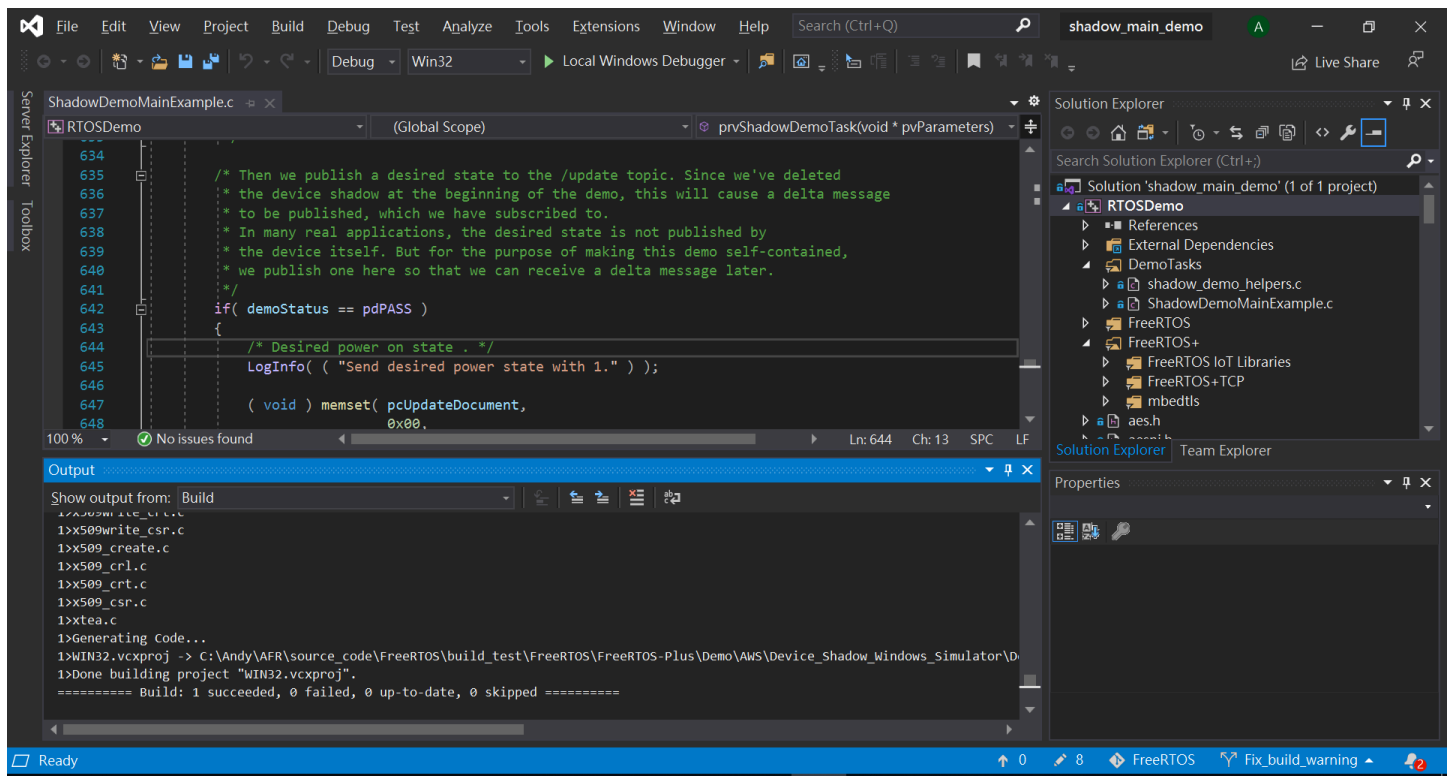 File Edit View Project Build Debug Test Analyze Tools Extensions Window Help Search (Ctrl+Q) shadow_main_demo A
Debug Win32 Local Windows Debugger Live Share
Server Explorer
Toolbox
ShadowDemoMainExample.c
RTOSDemo (Global Scope) prvShadowDemoTask(void * pvParameters)
634
635 /* Then we publish a desired state to the /update topic. Since we've deleted
636 * the device shadow at the beginning of the demo, this will cause a delta message
637 * to be published, which we have subscribed to.
638 * In many real applications, the desired state is not published by
639 * the device itself. But for the purpose of making this demo self-contained,
640 * we publish one here so that we can receive a delta message later.
641 */
642 if( demoStatus == pdPASS )
643 {
644 /* Desired power on state . */
645 LogInfo( ( "Send desired power state with 1." ) );
646
647 ( void ) memset( pcUpdateDocument,
648 0x00,
100 % No issues found Ln: 644 Ch: 13 SPC LF
Output
Show output from: Build
1>x509write_crt.c
1>x509write_csr.c
1>x509_create.c
1>x509_crl.c
1>x509_crt.c
1>x509_csr.c
1>xtea.c
1>Generating Code...
1>WIN32.vcxproj -> C:\Andy\AFR\source_code\FreeRTOS\build_test\FreeRTOS\FreeRTOS-Plus\Demo\AWS\Device_Shadow_Windows_Simulator\D
1>Done building project "WIN32.vcxproj".
========== Build: 1 succeeded, 0 failed, 0 up-to-date, 0 skipped ==========
Solution Explorer
Search Solution Explorer (Ctrl+;)
Solution 'shadow_main_demo' (1 of 1 project)
RTOSDemo
References
External Dependencies
DemoTasks
shadow_demo_helpers.c
ShadowDemoMainExample.c
FreeRTOS
FreeRTOS+
FreeRTOS IoT Libraries
FreeRTOS+TCP
mbedtls
aes.h
Solution Explorer Team Explorer
Properties
Ready 0 8 FreeRTOS Fix_build_warning 2